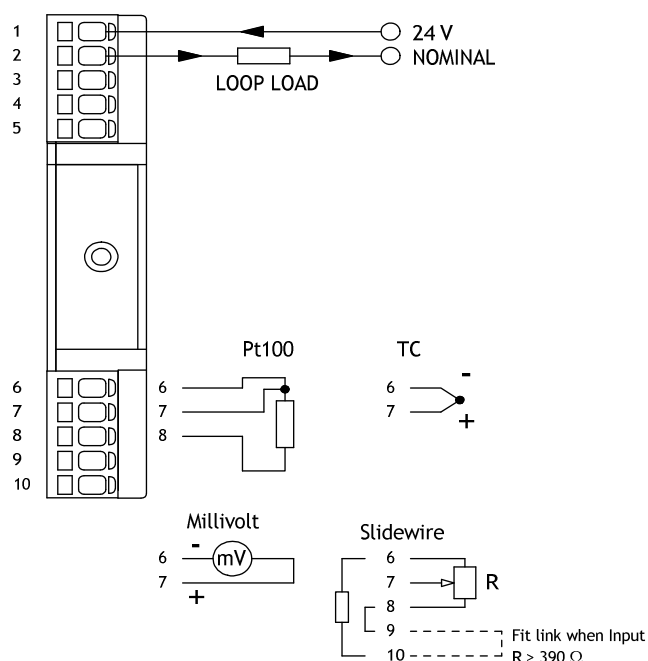 1
24 V
2
NOMINAL
3
LOOP LOAD
4
5
Pt100
TC
6
7
8
9
10
6
7
8
6
7
-
+
Millivolt
6
-
mV
7
+
Slidewire
6
7
R
8
9
10
Fit link when Input
R > 390 Ω